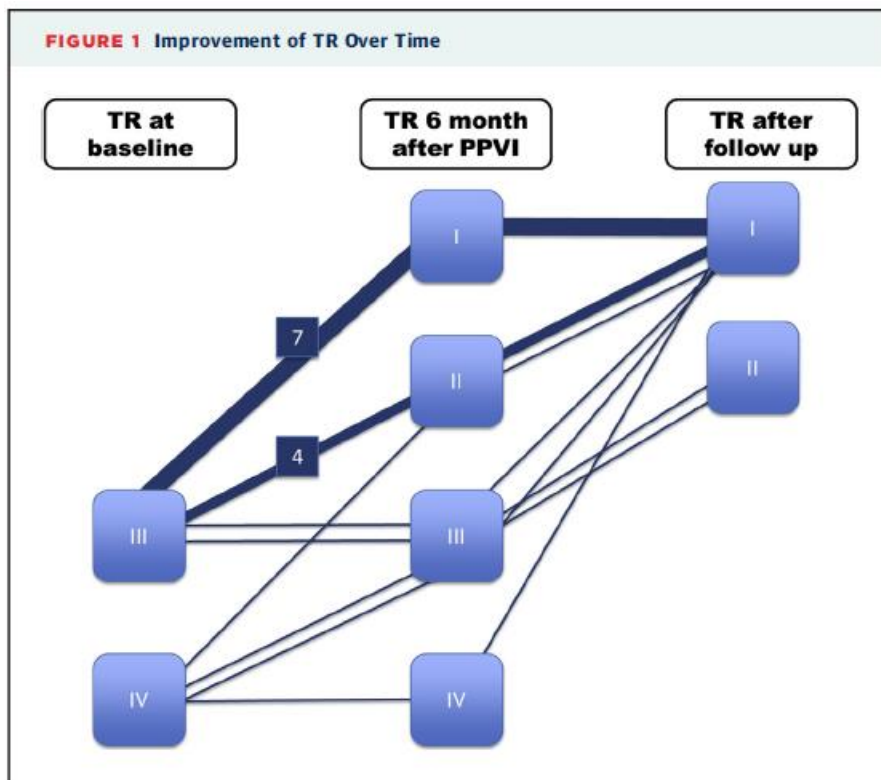 FIGURE 1 Improvement of TR Over Time
TR at
baseline
TR 6 month
after PPVI
TR after
follow up
I
I
7
II
II
4
III
III
IV
IV